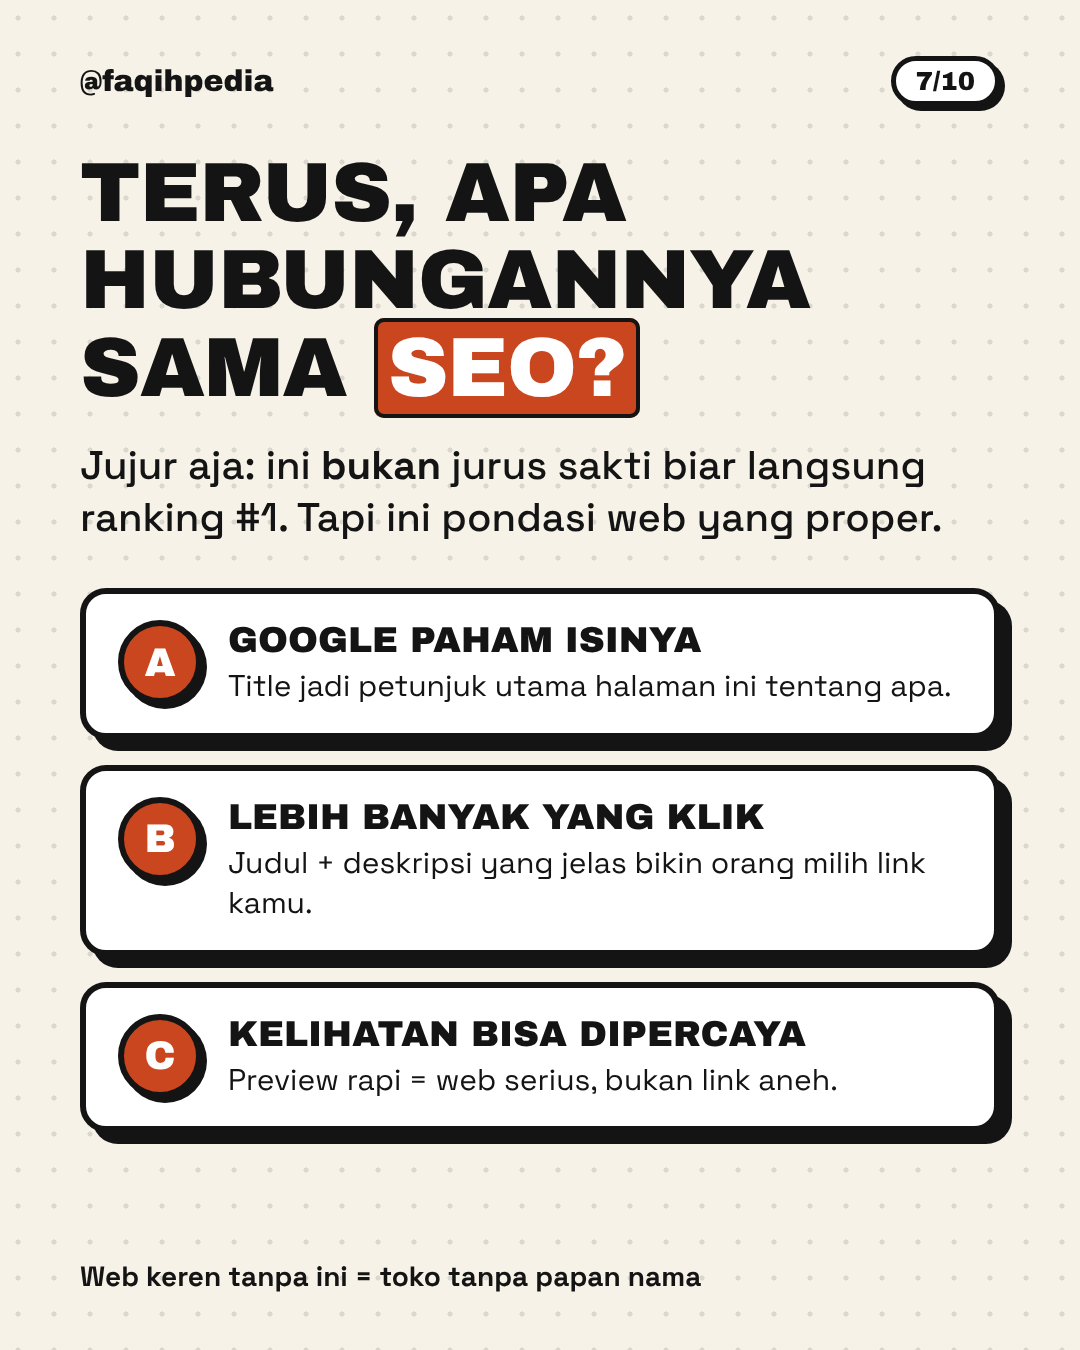 @faqihpedia
7/10
TERUS, APA
HUBUNGANNYA
SAMA SEO?
Jujur aja: ini bukan jurus sakti biar langsung
ranking #1. Tapi ini pondasi web yang proper.
A
GOOGLE PAHAM ISINYA
Title jadi petunjuk utama halaman ini tentang apa.
B
LEBIH BANYAK YANG KLIK
Judul + deskripsi yang jelas bikin orang milih link
kamu.
C
KELIHATAN BISA DIPERCAYA
Preview rapi = web serius, bukan link aneh.
Web keren tanpa ini = toko tanpa papan nama